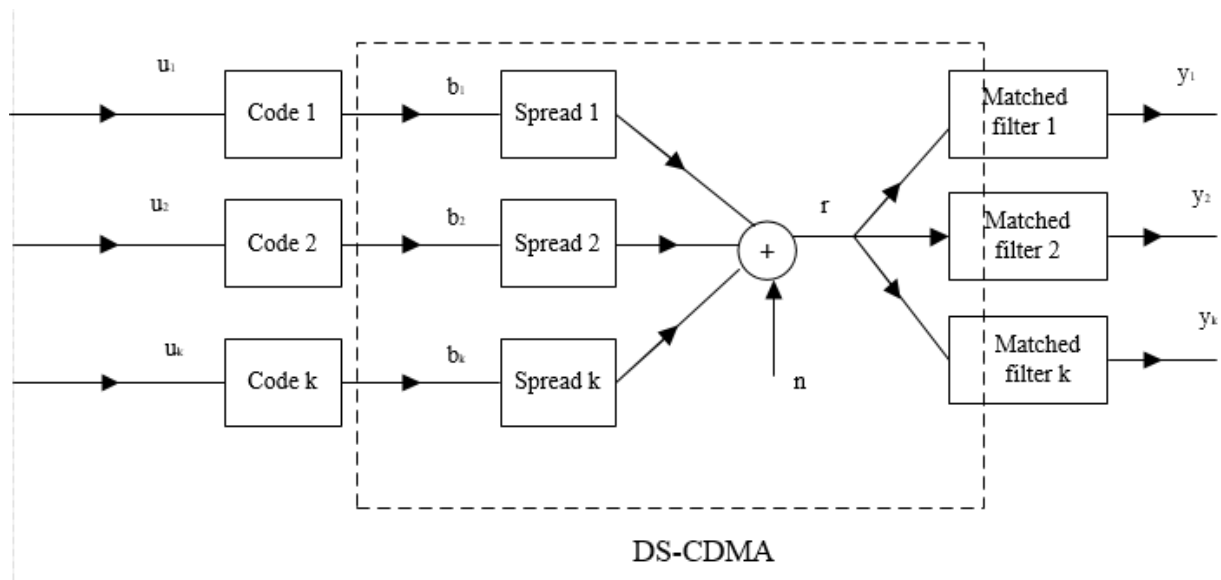 u₁
Code 1
b₁
Spread 1
Matched
filter 1
y₁
u₂
Code 2
b₂
Spread 2
+
r
Matched
filter 2
y₂
uₖ
Code k
bₖ
Spread k
n
Matched
filter k
yₖ
DS-CDMA